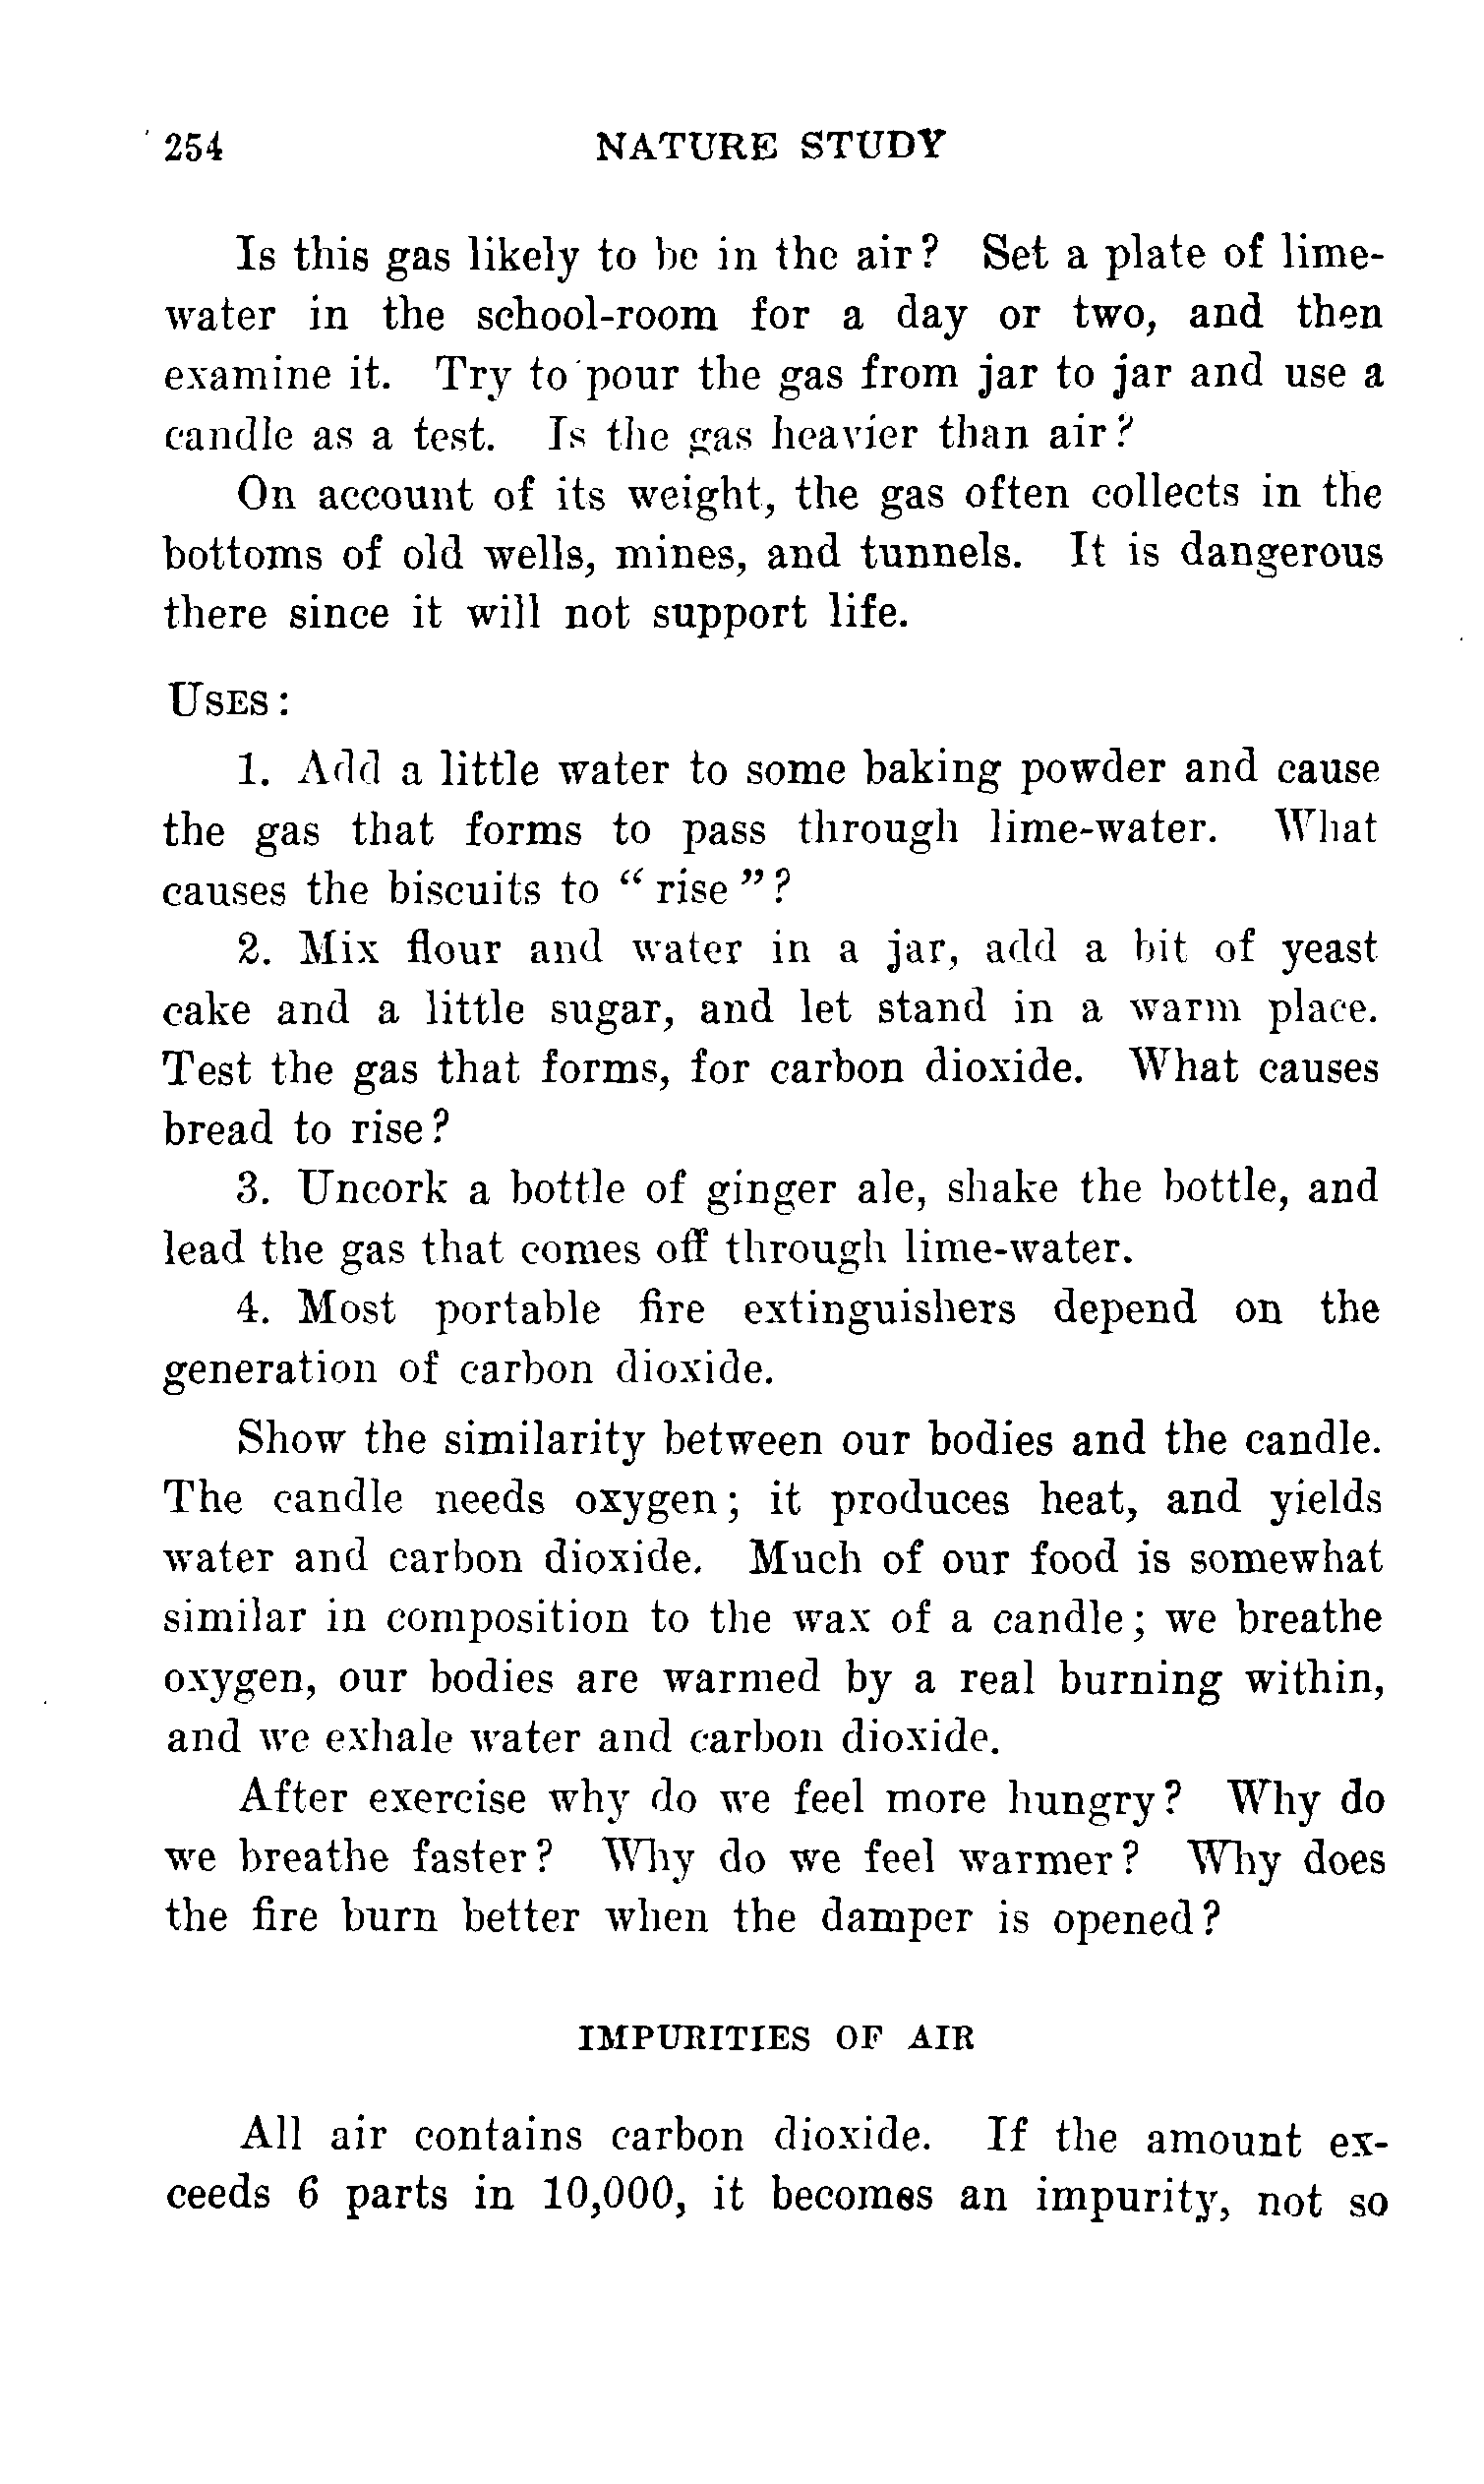 254 NATURE STUDY
Is this gas likely to be in the air? Set a plate of lime-
water in the school-room for a day or two, and then
examine it. Try to pour the gas from jar to jar and use a
candle as a test. Is the gas heavier than air?
On account of its weight, the gas often collects in the
bottoms of old wells, mines, and tunnels. It is dangerous
there since it will not support life.
USES:
1. Add a little water to some baking powder and cause
the gas that forms to pass through lime-water. What
causes the biscuits to “rise”?
2. Mix flour and water in a jar, add a bit of yeast
cake and a little sugar, and let stand in a warm place.
Test the gas that forms, for carbon dioxide. What causes
bread to rise?
3. Uncork a bottle of ginger ale, shake the bottle, and
lead the gas that comes off through lime-water.
4. Most portable fire extinguishers depend on the
generation of carbon dioxide.
Show the similarity between our bodies and the candle.
The candle needs oxygen; it produces heat, and yields
water and carbon dioxide. Much of our food is somewhat
similar in composition to the wax of a candle; we breathe
oxygen, our bodies are warmed by a real burning within,
and we exhale water and carbon dioxide.
After exercise why do we feel more hungry? Why do
we breathe faster? Why do we feel warmer? Why does
the fire burn better when the damper is opened?
IMPURITIES OF AIR
All air contains carbon dioxide. If the amount ex-
ceeds 6 parts in 10,000, it becomes an impurity, not so